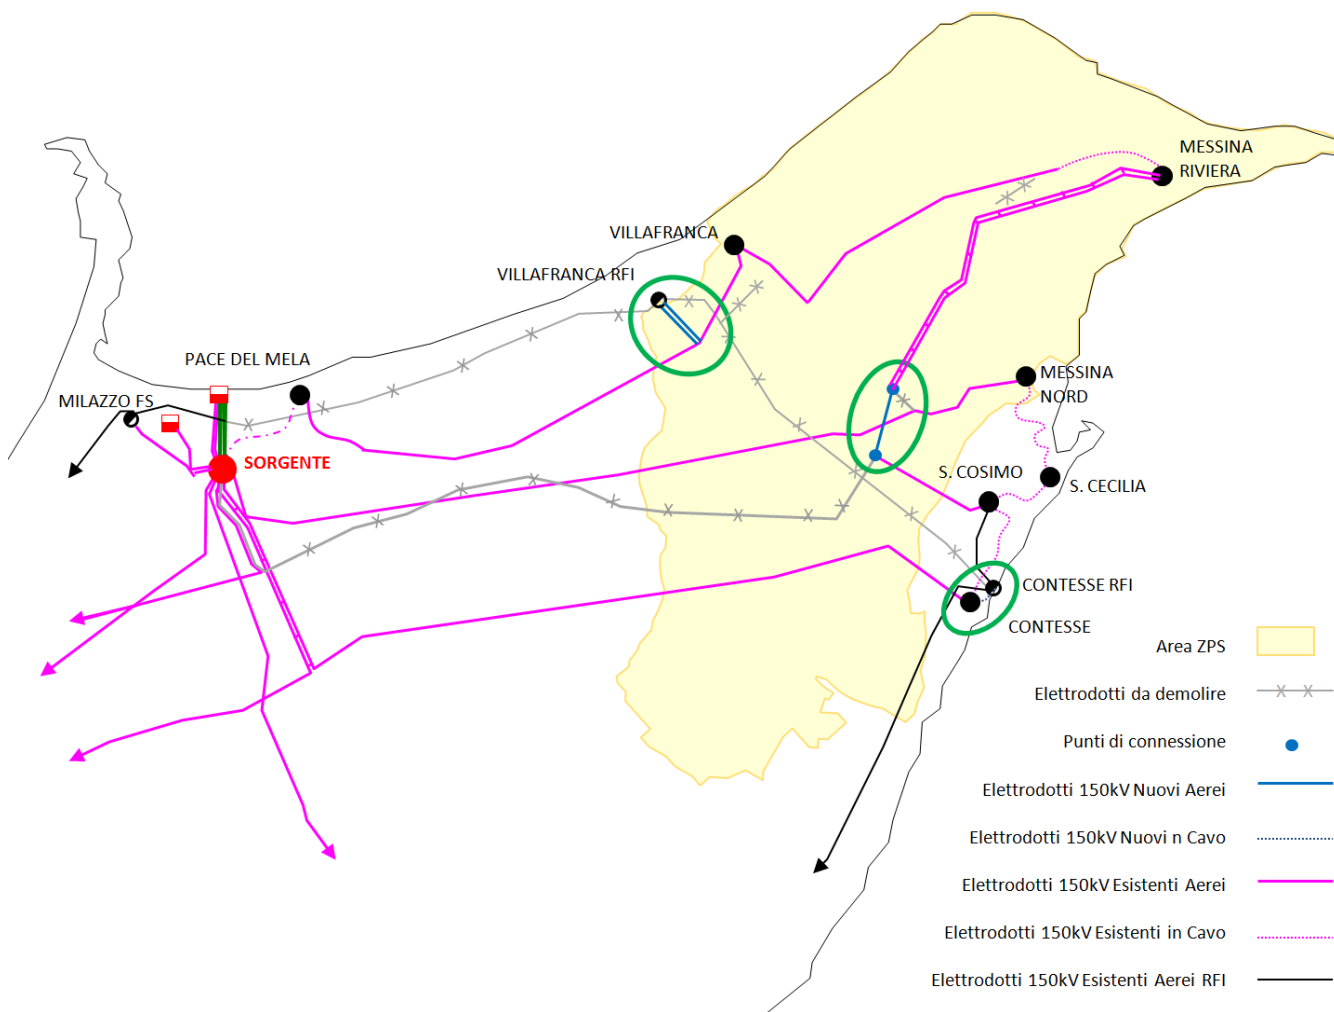 MESSINA
RIVIERA
VILLAFRANCA
VILLAFRANCA RFI
PACE DEL MELA
MILAZZO FS
MESSINA
NORD
SORGENTE
S. COSIMO
S. CECILIA
CONTESSE RFI
CONTESSE
Area ZPS
Elettrodotti da demolire
Punti di connessione
Elettrodotti 150kV Nuovi Aerei
Elettrodotti 150kV Nuovi n Cavo
Elettrodotti 150kV Esistenti Aerei
Elettrodotti 150kV Esistenti in Cavo
Elettrodotti 150kV Esistenti Aerei RFI